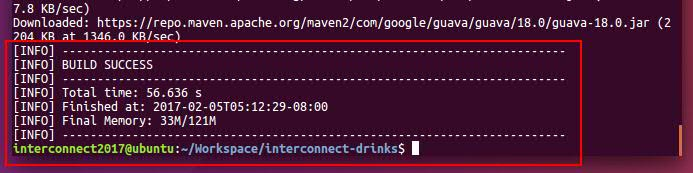 7.8 KB/sec)
Downloaded: https://repo.maven.apache.org/maven2/com/google/guava/guava/18.0/guava-18.0.jar (2
204 KB at 1346.0 KB/sec)
[INFO] ------------------------------------------------------------------------
[INFO] BUILD SUCCESS
[INFO] ------------------------------------------------------------------------
[INFO] Total time: 56.636 s
[INFO] Finished at: 2017-02-05T05:12:29-08:00
[INFO] Final Memory: 33M/121M
[INFO] ------------------------------------------------------------------------
interconnect2017@ubuntu:~/Workspace/interconnect-drinks$